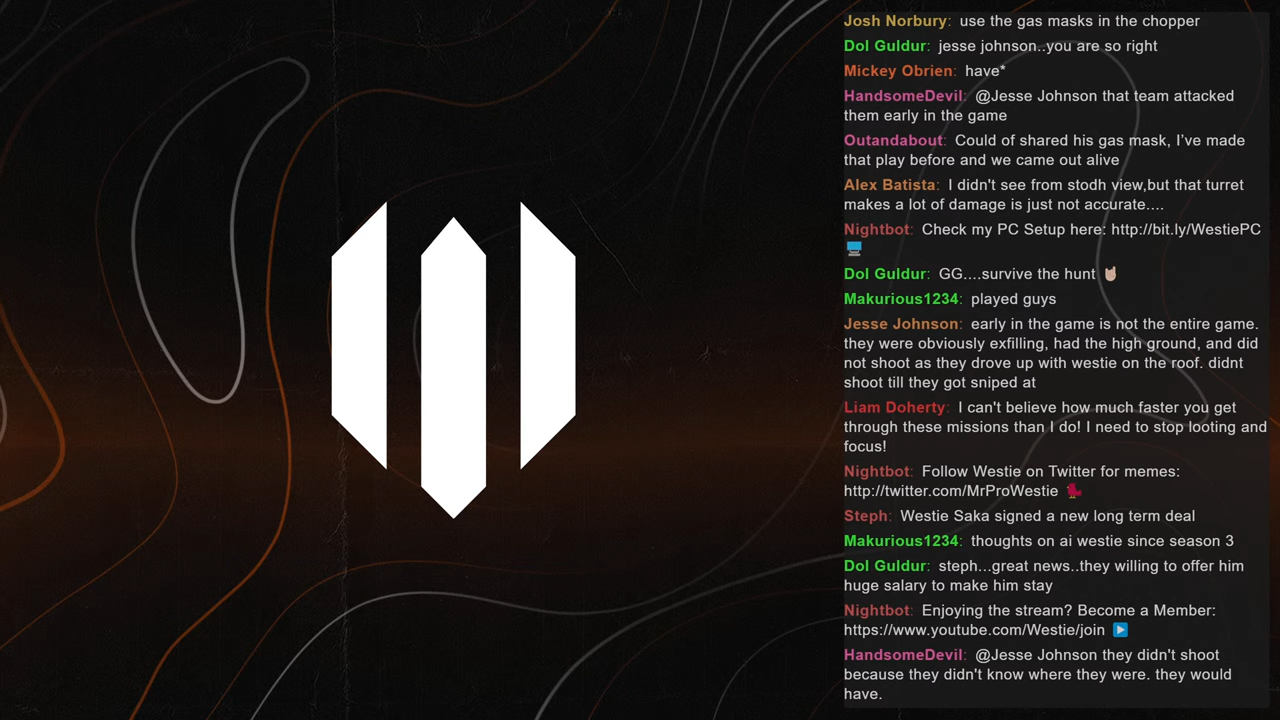 Josh Norbury: use the gas masks in the chopper
Dol Guldur: jesse johnson..you are so right
Mickey Obrien: have*
HandsomeDevil: @Jesse Johnson that team attacked
them early in the game
Outandabout: Could of shared his gas mask, I've made
that play before and we came out alive
Alex Batista: I didn't see from stodh view,but that turret
makes a lot of damage is just not accurate....
Nightbot: Check my PC Setup here: http://bit.ly/WestiePC
Dol Guldur: GG....survive the hunt
Makurious1234: played guys
Jesse Johnson: early in the game is not the entire game.
they were obviously exfilling, had the high ground, and did
not shoot as they drove up with westie on the roof. didnt
shoot till they got sniped at
Liam Doherty: I can't believe how much faster you get
through these missions than I do! I need to stop looting and
focus!
Nightbot: Follow Westie on Twitter for memes:
http://twitter.com/MrProWestie
Steph: Westie Saka signed a new long term deal
Makurious1234: thoughts on ai westie since season 3
Dol Guldur: steph...great news..they willing to offer him
huge salary to make him stay
Nightbot: Enjoying the stream? Become a Member:
https://www.youtube.com/Westie/join
HandsomeDevil: @Jesse Johnson they didn't shoot
because they didn't know where they were. they would
have.